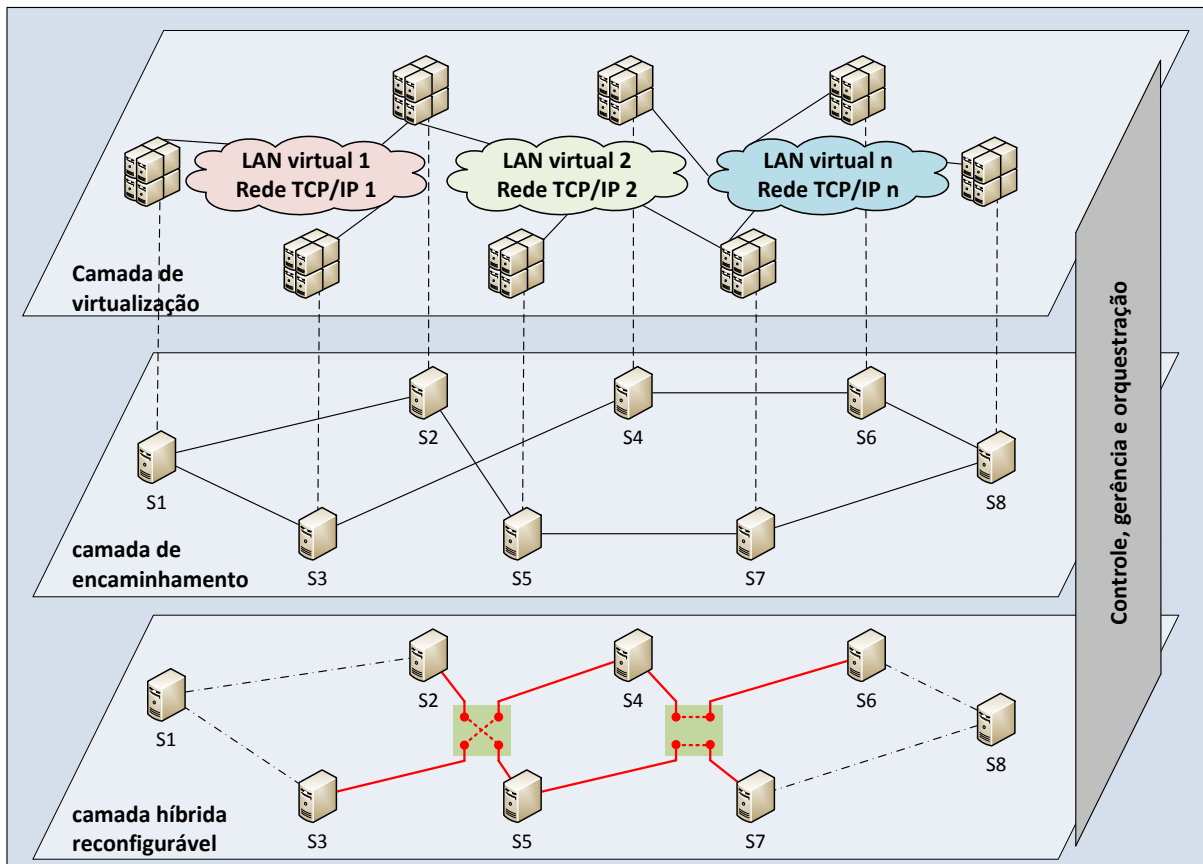 LAN virtual 1
Rede TCP/IP 1
LAN virtual 2
Rede TCP/IP 2
LAN virtual n
Rede TCP/IP n
Camada de
virtualização
S2
S4
S6
S1
S8
S3
S5
S7
camada de
encaminhamento
S2
S4
S6
S1
S8
S3
S5
S7
camada híbrida
reconfigurável
Controle, gerência e orquestração